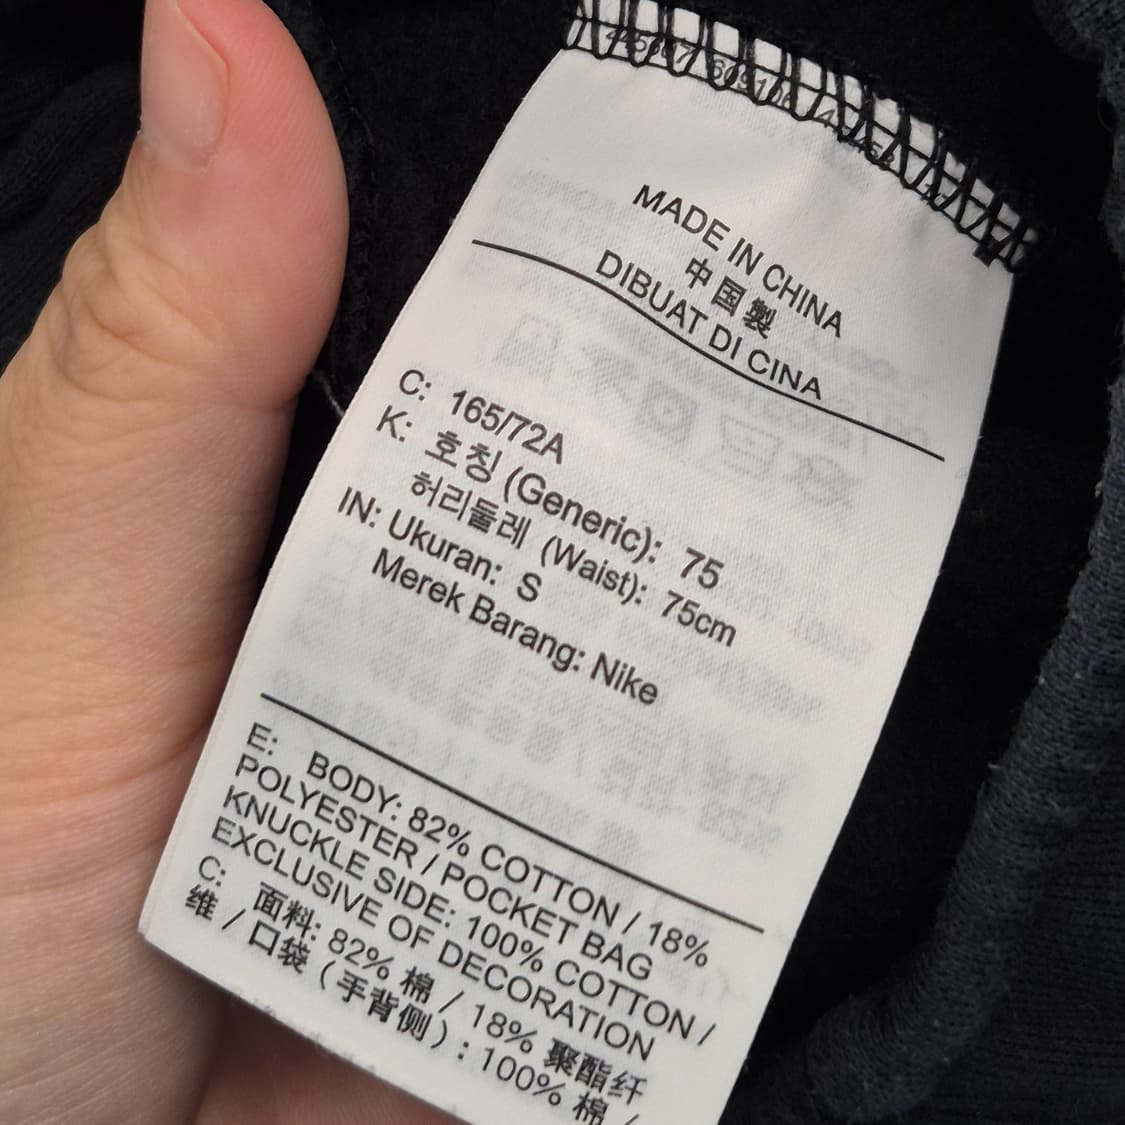 MADE IN CHINA
中国製
DIBUAT DI CINA
C: 165/72A
K: 호칭 (Generic): 75
허리둘레 (Waist): 75cm
IN: Ukuran: S
Merek Barang: Nike
E: BODY: 82% COTTON / 18%
POLYESTER / POCKET BAG
KNUCKLE SIDE: 100% COTTON /
EXCLUSIVE OF DECORATION
C: 面料: 82% 棉 / 18% 聚酯纤
维 / 口袋 (手背侧) : 100% 棉 /